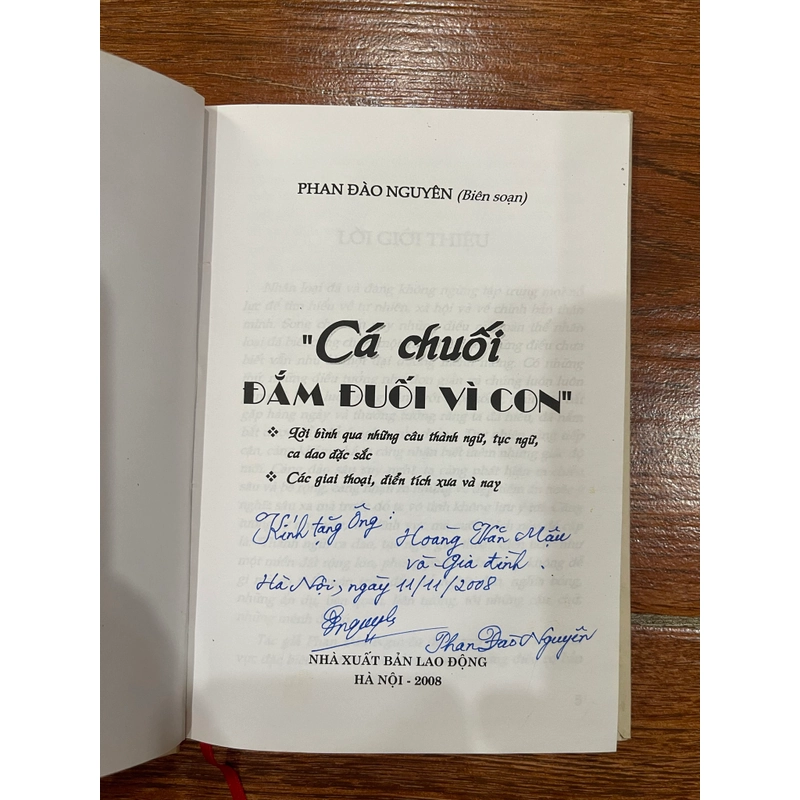 PHAN ĐÀO NGUYÊN (Biên soạn)
"Cá chuối
ĐẮM ĐUỐI VÌ CON"
❖ Lời bình qua những câu thành ngữ, tục ngữ,
ca dao đặc sắc
❖ Các giai thoại, điển tích xưa và nay
Kính tặng Ông: Hoàng Văn Mậu
và Gia đình.
Hà Nội, ngày 11/11/2008
Phan Đào Nguyên
NHÀ XUẤT BẢN LAO ĐỘNG
HÀ NỘI - 2008